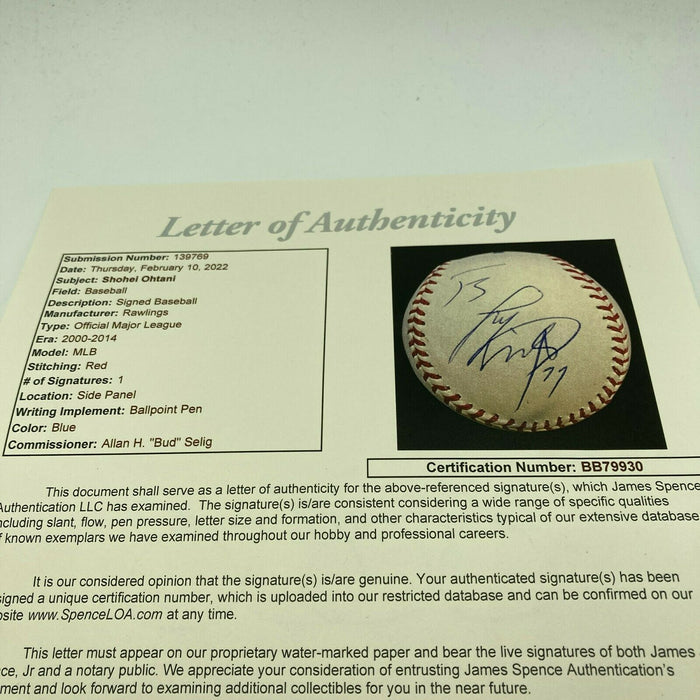 Letter of Authenticity
Submission Number: 139769
Date: Thursday, February 10, 2022
Subject: Shohei Ohtani
Field: Baseball
Description: Signed Baseball
Manufacturer: Rawlings
Type: Official Major League
Era: 2000-2014
Model: MLB
Stitching: Red
# of Signatures: 1
Location: Side Panel
Writing Implement: Ballpoint Pen
Color: Blue
Commissioner: Allan H. "Bud" Selig
Certification Number: BB79930
This document shall serve as a letter of authenticity for the above-referenced signature(s), which James Spence
Authentication LLC has examined. The signature(s) is/are consistent considering a wide range of specific qualities
ncluding slant, flow, pen pressure, letter size and formation, and other characteristics typical of our extensive database
f known exemplars we have examined throughout our hobby and professional careers.
It is our considered opinion that the signature(s) is/are genuine. Your authenticated signature(s) has been
signed a unique certification number, which is uploaded into our restricted database and can be confirmed on our
bsite www.SpenceLOA.com at any time.
This letter must appear on our proprietary water-marked paper and bear the live signatures of both James
ce, Jr and a notary public. We appreciate your consideration of entrusting James Spence Authentication's
ment and look forward to examining additional collectibles for you in the near future.